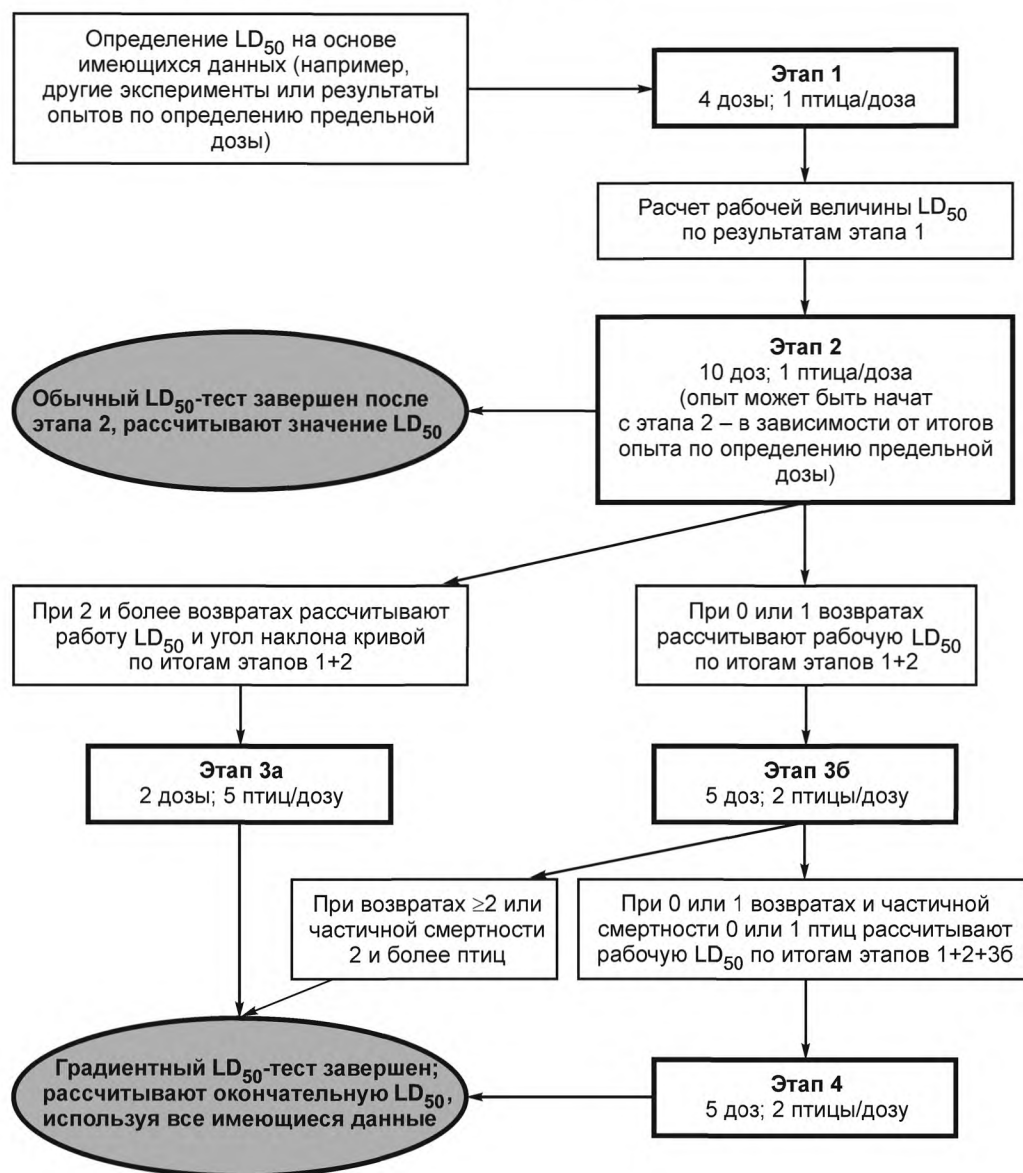 Определение LD50 на основе
имеющихся данных (например,
другие эксперименты или результаты
опытов по определению предельной
дозы)
Этап 1
4 дозы; 1 птица/доза
Расчет рабочей величины LD50
по результатам этапа 1
Этап 2
10 доз; 1 птица/доза
(опыт может быть начат
с этапа 2 – в зависимости от итогов
опыта по определению предельной
дозы)
Обычный LD50-тест завершен после
этапа 2, рассчитывают значение LD50
При 2 и более возвратах рассчитывают
работу LD50 и угол наклона кривой
по итогам этапов 1+2
При 0 или 1 возвратах
рассчитывают рабочую LD50
по итогам этапов 1+2
Этап 3а
2 дозы; 5 птиц/дозу
Этап 3б
5 доз; 2 птицы/дозу
При возвратах ≥2 или
частичной смертности
2 и более птиц
При 0 или 1 возвратах и частичной
смертности 0 или 1 птиц рассчитывают
рабочую LD50 по итогам этапов 1+2+3б
Градиентный LD50-тест завершен;
рассчитывают окончательную LD50,
используя все имеющиеся данные
Этап 4
5 доз; 2 птицы/дозу